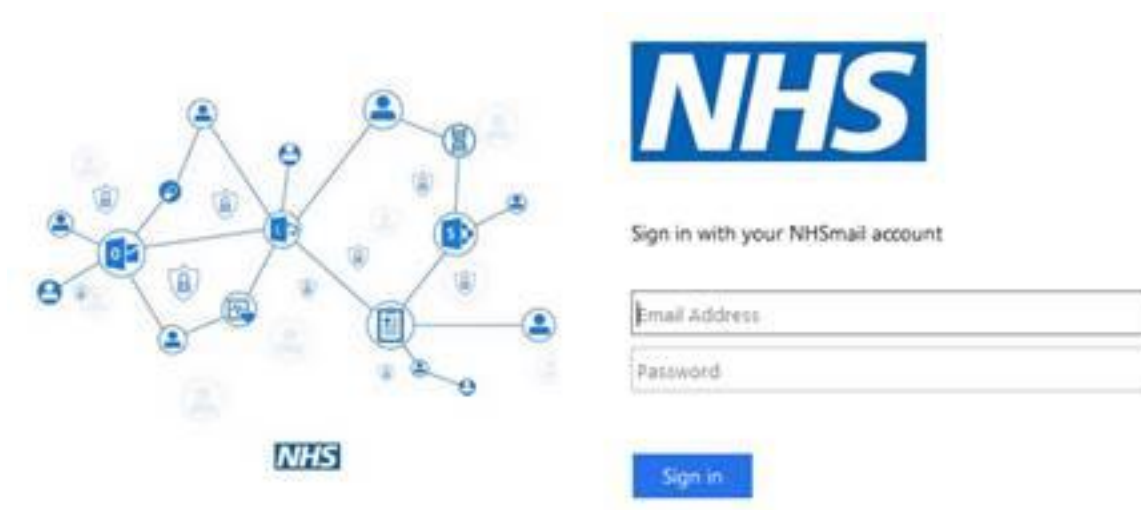 NHS
NHS
Sign in with your NHSmail account
Email Address
Password
Sign in